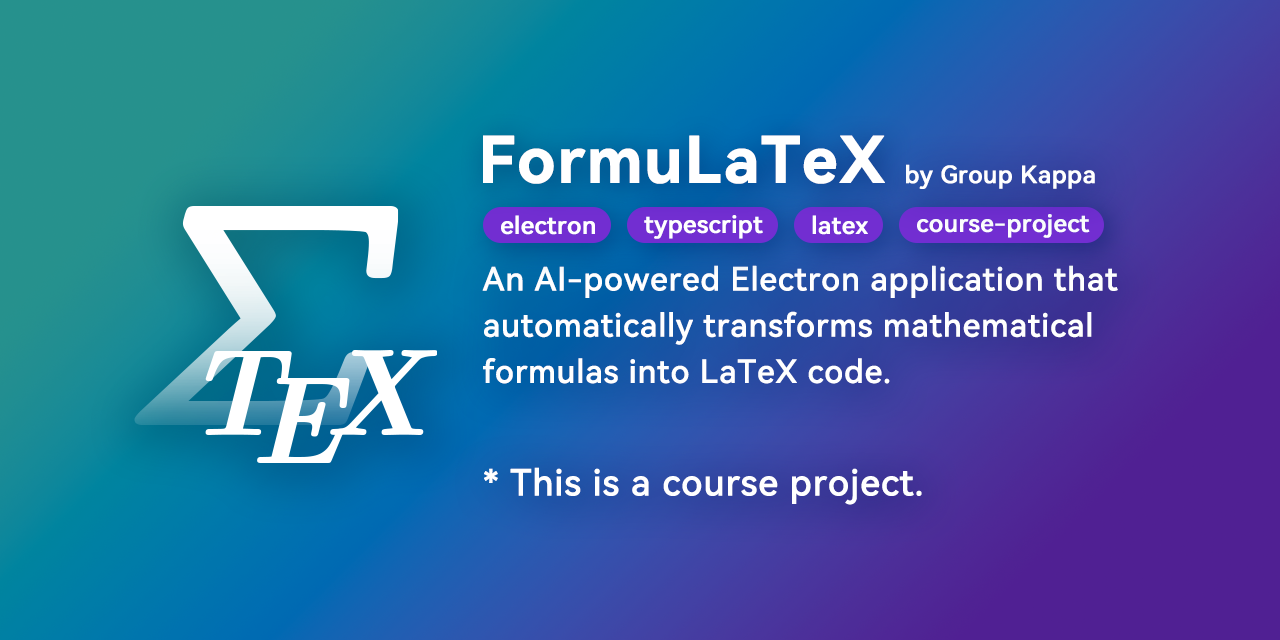 FormuLaTeX by Group Kappa
electron typescript latex course-project
An AI-powered Electron application that
automatically transforms mathematical
formulas into LaTeX code.
* This is a course project.
Σ
TEX